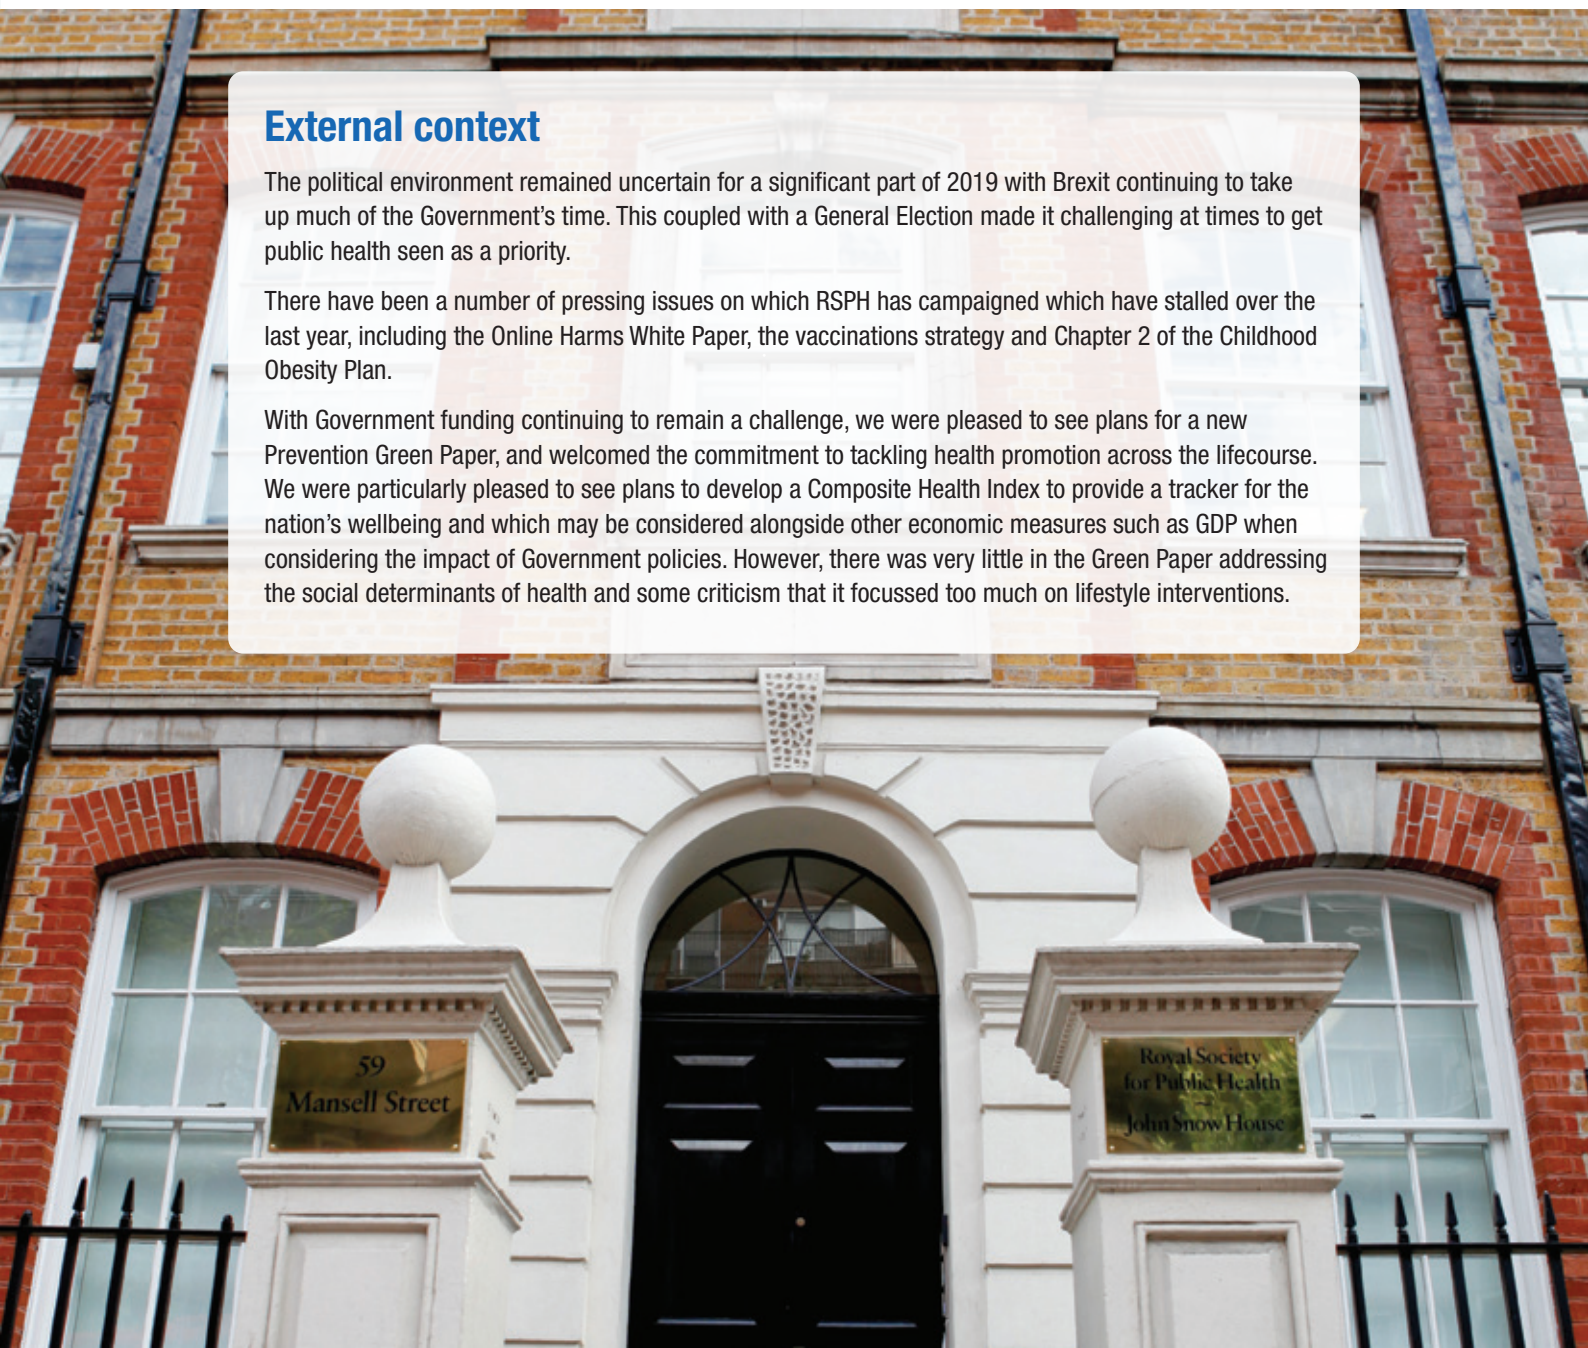 External context
The political environment remained uncertain for a significant part of 2019 with Brexit continuing to take
up much of the Government's time. This coupled with a General Election made it challenging at times to get
public health seen as a priority.
There have been a number of pressing issues on which RSPH has campaigned which have stalled over the
last year, including the Online Harms White Paper, the vaccinations strategy and Chapter 2 of the Childhood
Obesity Plan.
With Government funding continuing to remain a challenge, we were pleased to see plans for a new
Prevention Green Paper, and welcomed the commitment to tackling health promotion across the lifecourse.
We were particularly pleased to see plans to develop a Composite Health Index to provide a tracker for the
nation's wellbeing and which may be considered alongside other economic measures such as GDP when
considering the impact of Government policies. However, there was very little in the Green Paper addressing
the social determinants of health and some criticism that it focussed too much on lifestyle interventions.
59
Mansell Street
Royal Society
for Public Health
John Snow House